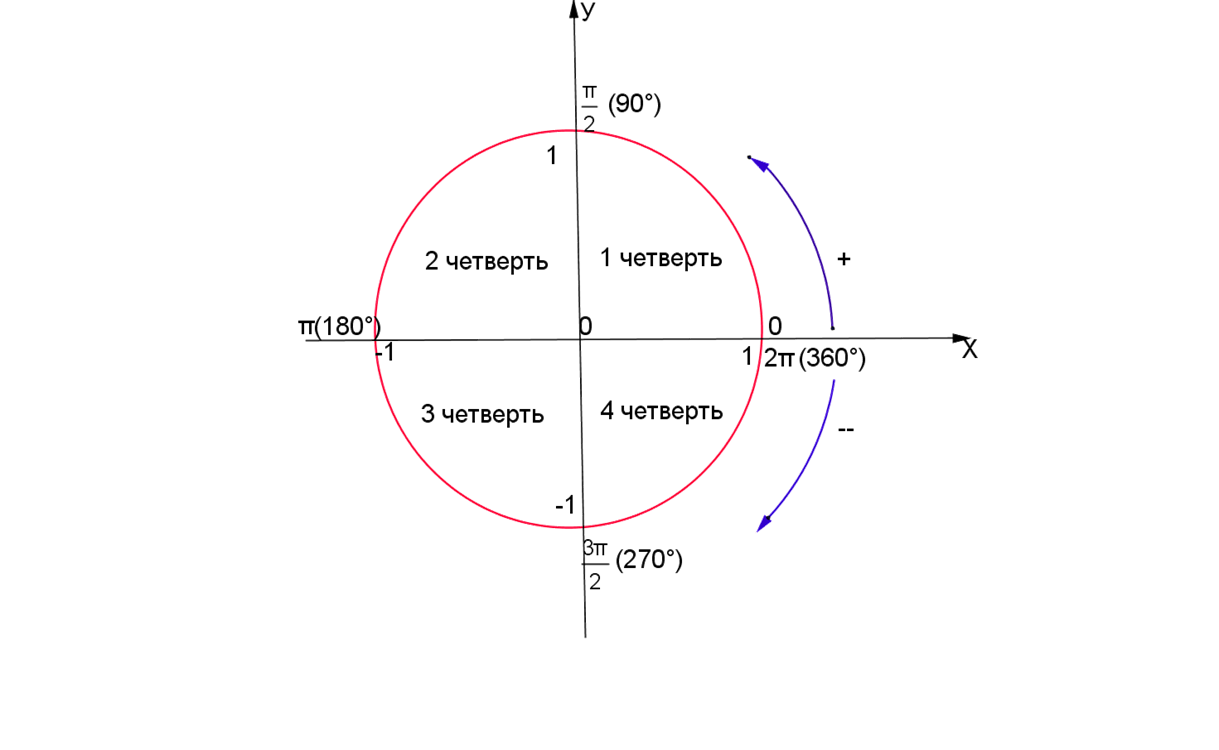 У
π/2 (90°)
1
2 четверть
1 четверть
+
π(180°)
0
0
-1
1
2π(360°)
X
3 четверть
4 четверть
--
-1
3π/2 (270°)